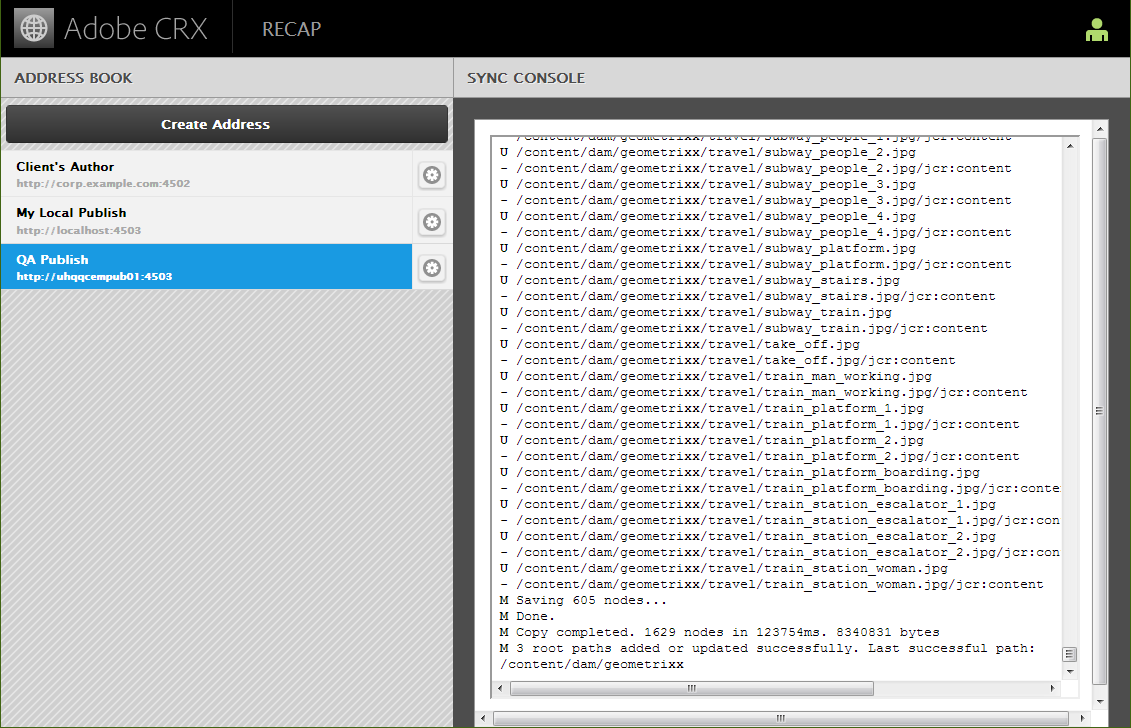 Adobe CRX
RECAP
ADDRESS BOOK
SYNC CONSOLE
Create Address
Client's Author
http://corp.example.com:4502
My Local Publish
http://localhost:4503
QA Publish
http://uhqqcempub01:4503
- /content/dam/geometrixx/travel/subway_people_1.jpg/jcr:content
U /content/dam/geometrixx/travel/subway_people_2.jpg
- /content/dam/geometrixx/travel/subway_people_2.jpg/jcr:content
U /content/dam/geometrixx/travel/subway_people_3.jpg
- /content/dam/geometrixx/travel/subway_people_3.jpg/jcr:content
U /content/dam/geometrixx/travel/subway_people_4.jpg
- /content/dam/geometrixx/travel/subway_people_4.jpg/jcr:content
U /content/dam/geometrixx/travel/subway_platform.jpg
- /content/dam/geometrixx/travel/subway_platform.jpg/jcr:content
U /content/dam/geometrixx/travel/subway_stairs.jpg
- /content/dam/geometrixx/travel/subway_stairs.jpg/jcr:content
U /content/dam/geometrixx/travel/subway_train.jpg
- /content/dam/geometrixx/travel/subway_train.jpg/jcr:content
U /content/dam/geometrixx/travel/take_off.jpg
- /content/dam/geometrixx/travel/take_off.jpg/jcr:content
U /content/dam/geometrixx/travel/train_man_working.jpg
- /content/dam/geometrixx/travel/train_man_working.jpg/jcr:content
U /content/dam/geometrixx/travel/train_platform_1.jpg
- /content/dam/geometrixx/travel/train_platform_1.jpg/jcr:content
U /content/dam/geometrixx/travel/train_platform_2.jpg
- /content/dam/geometrixx/travel/train_platform_2.jpg/jcr:content
U /content/dam/geometrixx/travel/train_platform_boarding.jpg
- /content/dam/geometrixx/travel/train_platform_boarding.jpg/jcr:conte
U /content/dam/geometrixx/travel/train_station_escalator_1.jpg
- /content/dam/geometrixx/travel/train_station_escalator_1.jpg/jcr:con
U /content/dam/geometrixx/travel/train_station_escalator_2.jpg
- /content/dam/geometrixx/travel/train_station_escalator_2.jpg/jcr:con
U /content/dam/geometrixx/travel/train_station_woman.jpg
- /content/dam/geometrixx/travel/train_station_woman.jpg/jcr:content
M Saving 605 nodes...
M Done.
M Copy completed. 1629 nodes in 123754ms. 8340831 bytes
M 3 root paths added or updated successfully. Last successful path:
/content/dam/geometrixx